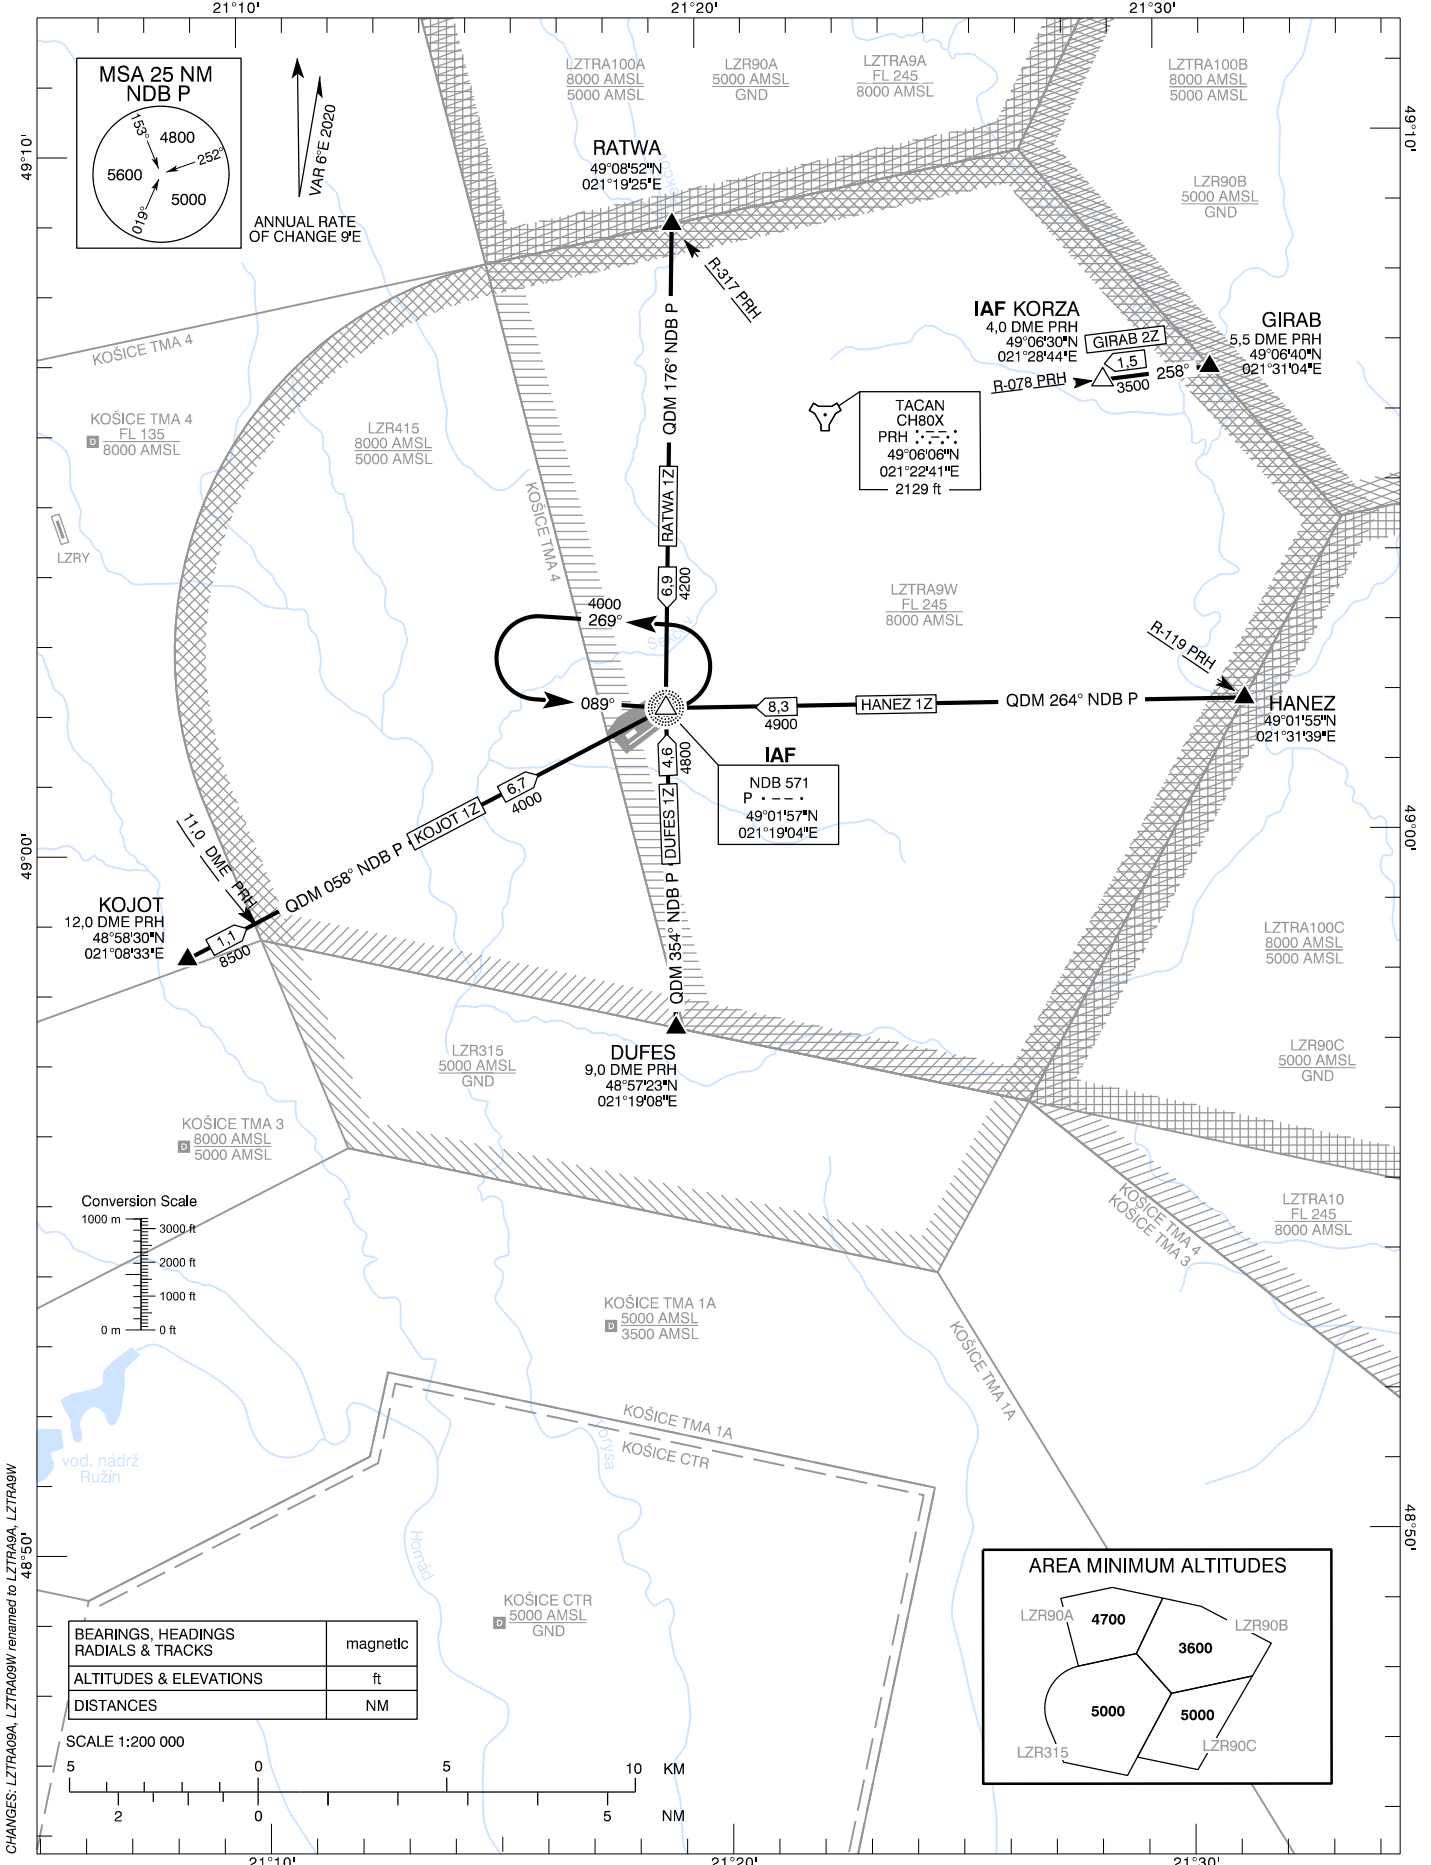 21°10'
21°20'
21°30'
MSA 25 NM
NDB P
153°
4800
252°
5600
5000
019°
VAR 6°E 2020
ANNUAL RATE
OF CHANGE 9'E
49°10'
49°10'
LZTRA100A
8000 AMSL
5000 AMSL
LZR90A
5000 AMSL
GND
LZTRA9A
FL 245
8000 AMSL
LZTRA100B
8000 AMSL
5000 AMSL
RATWA
49°08'52"N
021°19'25"E
LZR90B
5000 AMSL
GND
R-317 PRH
IAF KORZA
4,0 DME PRH
49°06'30"N
021°28'44"E
GIRAB 2Z
GIRAB
5,5 DME PRH
49°06'40"N
021°31'04"E
R-078 PRH
1,5
3500
258°
KOŠICE TMA 4
KOŠICE TMA 4
FL 135
D
8000 AMSL
LZR415
8000 AMSL
5000 AMSL
QDM 176° NDB P
RATWA 1Z
6,9
4200
TACAN
CH80X
PRH
49°06'06"N
021°22'41"E
2129 ft
LZRY
KOŠICE TMA 4
LZTRA9W
FL 245
8000 AMSL
4000
269°
089°
R-119 PRH
8,3
4900
HANEZ 1Z
QDM 264° NDB P
HANEZ
49°01'55"N
021°31'39"E
IAF
NDB 571
P
49°01'57"N
021°19'04"E
4,6
4800
DUFES 1Z
QDM 354° NDB P
6,7
4000
KOJOT 1Z
QDM 058° NDB P
11,0 DME PRH
49°00'
49°00'
KOJOT
12,0 DME PRH
48°58'30"N
021°08'33"E
1,1
8500
LZTRA100C
8000 AMSL
5000 AMSL
DUFES
9,0 DME PRH
48°57'23"N
021°19'08"E
LZR315
5000 AMSL
GND
LZR90C
5000 AMSL
GND
KOŠICE TMA 3
D
8000 AMSL
5000 AMSL
KOŠICE TMA 4
KOŠICE TMA 3
LZTRA10
FL 245
8000 AMSL
Conversion Scale
1000 m
3000 ft
2000 ft
1000 ft
0 m
0 ft
KOŠICE TMA 1A
D
5000 AMSL
3500 AMSL
KOŠICE TMA 1A
KOŠICE TMA 1A
KOŠICE CTR
vod. nádrž
Ružín
Hornád
48°50'
48°50'
KOŠICE CTR
D
5000 AMSL
GND
AREA MINIMUM ALTITUDES
LZR90A
4700
LZR90B
3600
5000
5000
LZR315
LZR90C
BEARINGS, HEADINGS
RADIALS & TRACKS
magnetic
ALTITUDES & ELEVATIONS
ft
DISTANCES
NM
SCALE 1:200 000
5
0
5
10
KM
2
0
5
NM
CHANGES: LZTRA09A, LZTRA09W renamed to LZTRA9A, LZTRA9W
21°10'
21°20'
21°30'